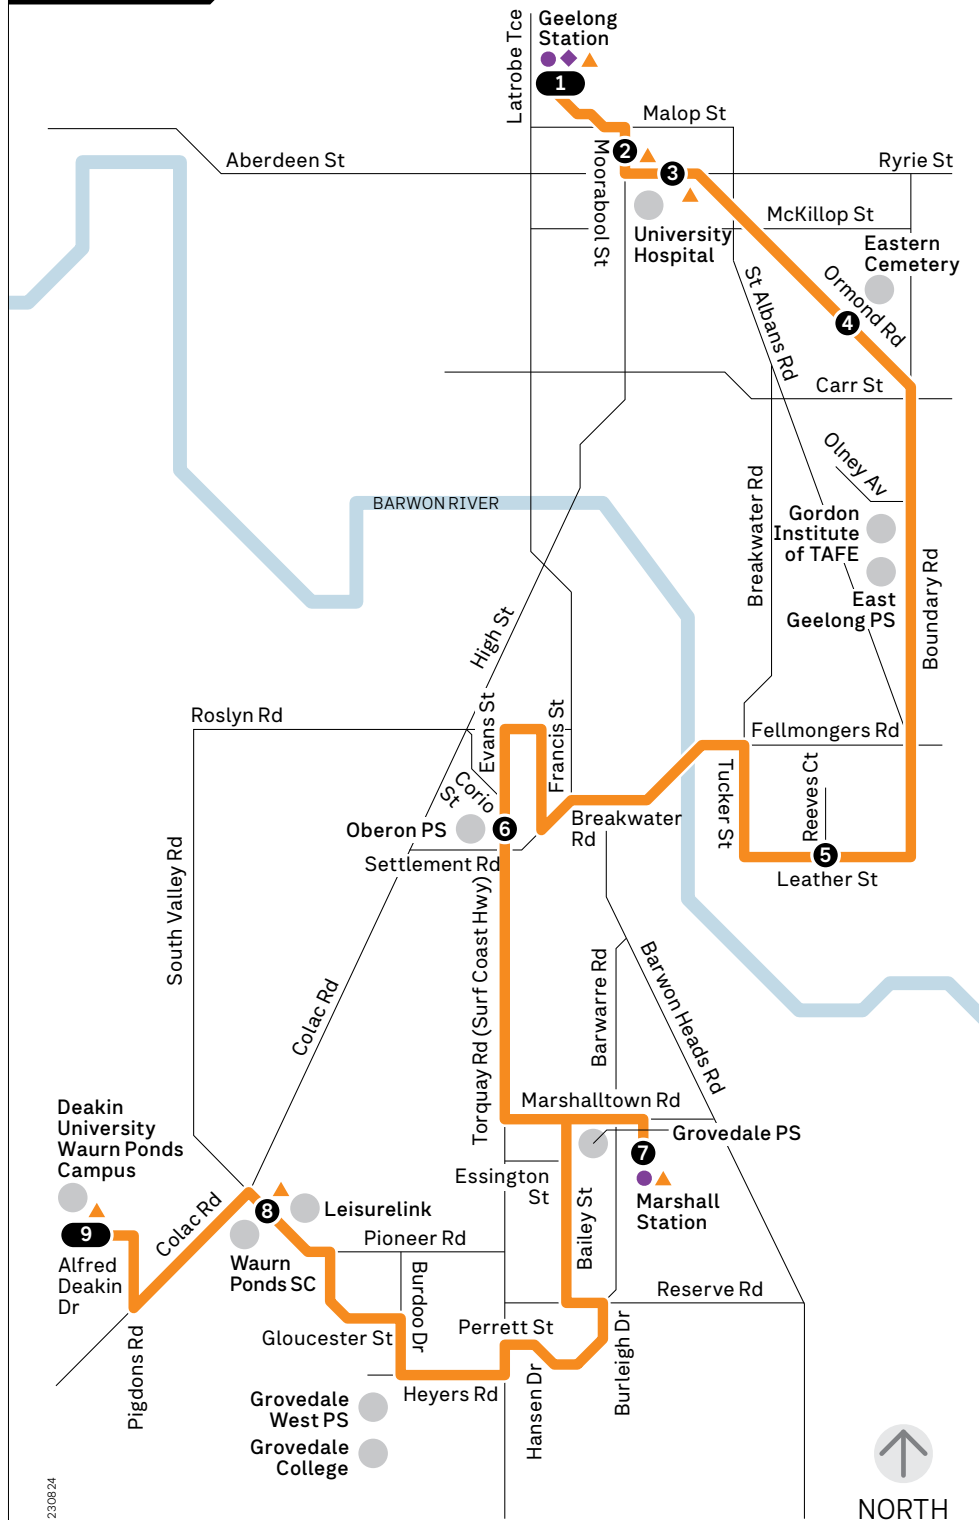 Geelong
Station
Latrobe Tce
1
Malop St
2
Moorabool St
3
Aberdeen St
Ryrie St
McKillop St
University
Hospital
Eastern
Cemetery
Ormond Rd
4
St Albans Rd
Carr St
Olney Av
Breakwater Rd
BARWON RIVER
Gordon
Institute
of TAFE
East
Geelong PS
Boundary Rd
High St
Roslyn Rd
Evans St
Francis St
Fellmongers Rd
Corio
St
Tucker St
Reeves Ct
Oberon PS
6
Breakwater
Rd
5
Settlement Rd
Leather St
South Valley Rd
Torquay Rd (Surf Coast Hwy)
Colac Rd
Barwarre Rd
Barwon Heads Rd
Marshalltown Rd
Grovedale PS
7
Marshall
Station
Deakin
University
Waurn Ponds
Campus
Essington
St
Bailey St
8
Leisurelink
Colac Rd
9
Pioneer Rd
Alfred
Deakin
Dr
Waurn
Ponds SC
Burdoo Dr
Reserve Rd
Pigdons Rd
Gloucester St
Perrett St
Burleigh Dr
Hansen Dr
Heyers Rd
Grovedale
West PS
Grovedale
College
230824
NORTH